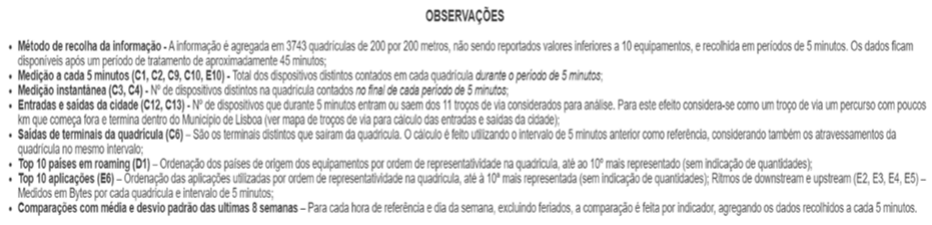 OBSERVAÇÕES
• Método de recolha da informação - A informação é agregada em 3743 quadrículas de 200 por 200 metros, não sendo reportados valores inferiores a 10 equipamentos, e recolhida em períodos de 5 minutos. Os dados ficam
disponíveis após um período de tratamento de aproximadamente 45 minutos;
• Medição a cada 5 minutos (C1, C2, C9, C10, E10) - Total dos dispositivos distintos contados em cada quadrícula durante o período de 5 minutos;
• Medição instantânea (C3, C4) - Nº de dispositivos distintos na quadrícula contados no final de cada período de 5 minutos;
• Entradas e saídas da cidade (C12, C13) - Nº de dispositivos que durante 5 minutos entram ou saem dos 11 troços de via considerados para análise. Para este efeito considera-se como um troço de via um percurso com poucos
km que começa fora e termina dentro do Município de Lisboa (ver mapa de troços de via para cálculo das entradas e saídas da cidade);
• Saídas de terminais da quadrícula (C6) – São os terminais distintos que saíram da quadrícula. O cálculo é feito utilizando o intervalo de 5 minutos anterior como referência, considerando também os atravessamentos da
quadrícula no mesmo intervalo;
• Top 10 países em roaming (D1) – Ordenação dos países de origem dos equipamentos por ordem de representatividade na quadrícula, até ao 10º mais representado (sem indicação de quantidades);
• Top 10 aplicações (E6) – Ordenação das aplicações utilizadas por ordem de representatividade na quadrícula, até à 10ª mais representada (sem indicação de quantidades); Ritmos de downstream e upstream (E2, E3, E4, E5) –
Medidos em Bytes por cada quadrícula e intervalo de 5 minutos;
• Comparações com média e desvio padrão das ultimas 8 semanas – Para cada hora de referência e dia da semana, excluindo feriados, a comparação é feita por indicador, agregando os dados recolhidos a cada 5 minutos.